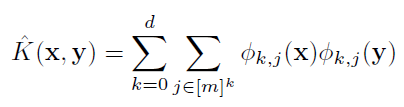 K̂(x, y) = ∑_{k=0}^{d} ∑_{j∈[m]^k} ϕ_{k,j}(x)ϕ_{k,j}(y)